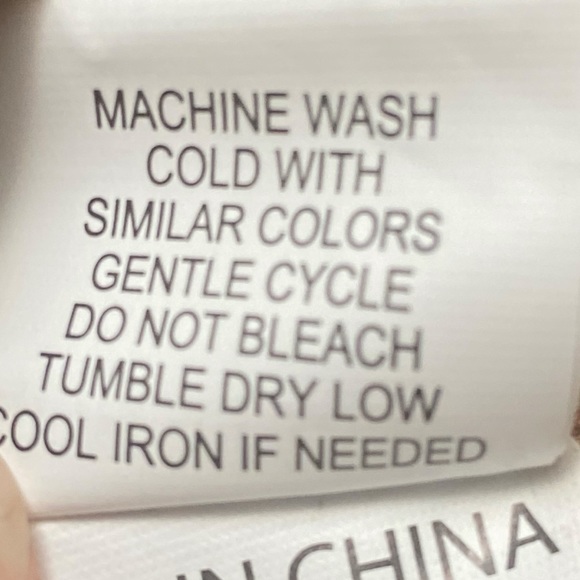 MACHINE WASH
COLD WITH
SIMILAR COLORS
GENTLE CYCLE
DO NOT BLEACH
TUMBLE DRY LOW
COOL IRON IF NEEDED
IN CHINA